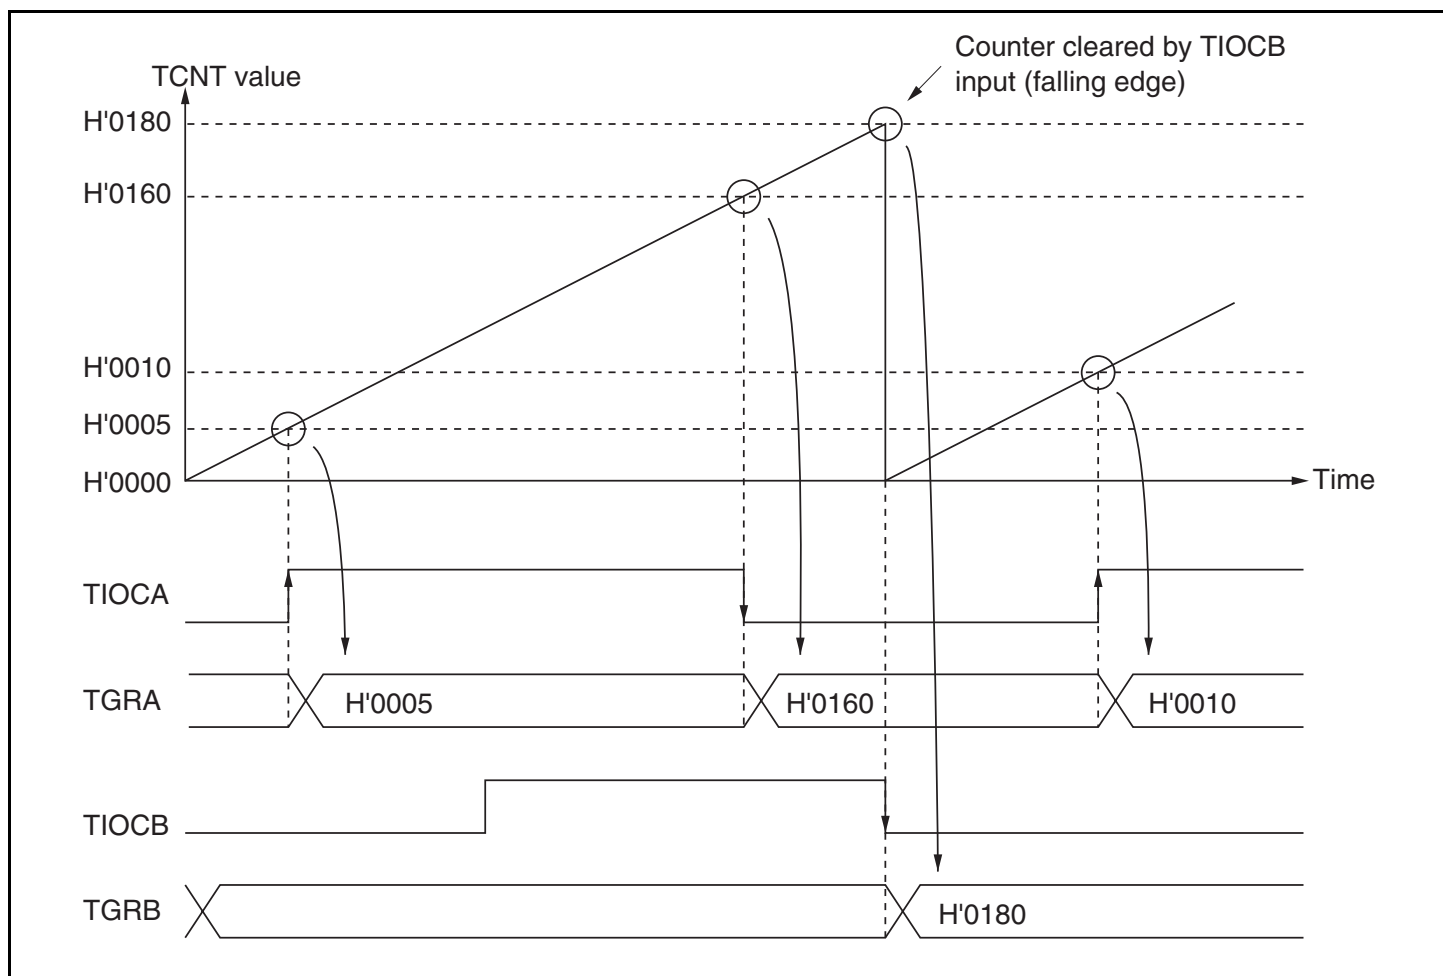 Counter cleared by TIOCB
input (falling edge)
TCNT value
H'0180
H'0160
H'0010
H'0005
H'0000
Time
TIOCA
TGRA
H'0005
H'0160
H'0010
TIOCB
TGRB
H'0180